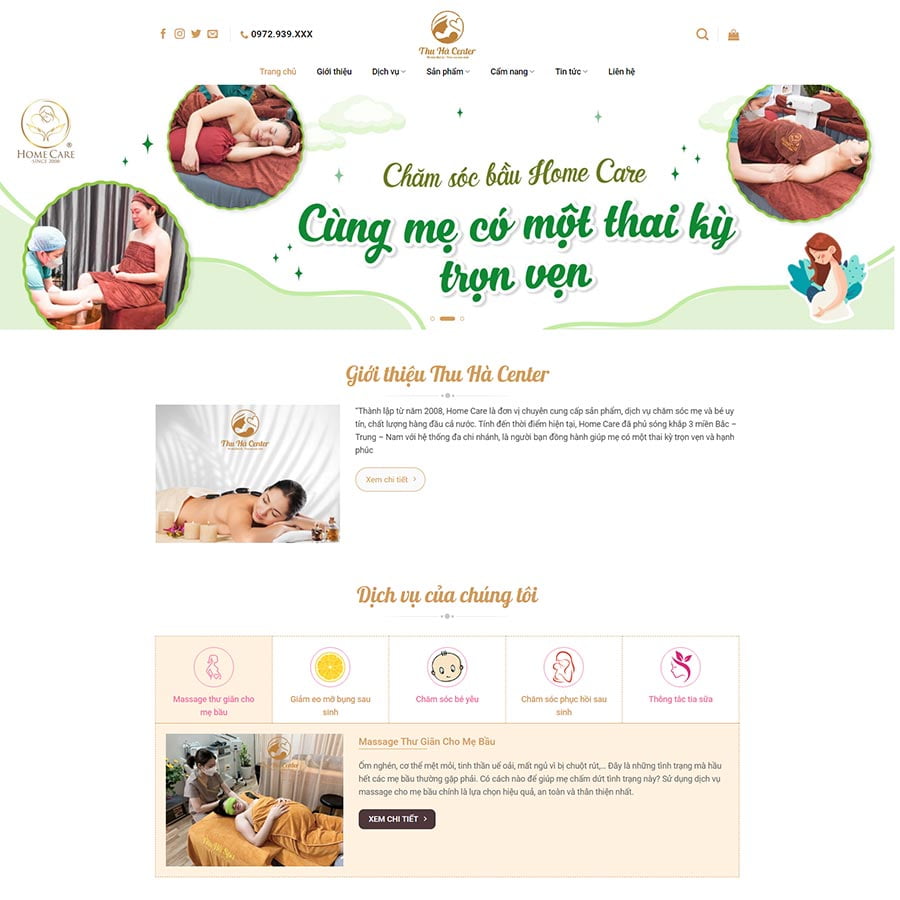 0972.939.XXX
Thu Hà Center
Trang chủ
Giới thiệu
Dịch vụ
Sản phẩm
Cẩm nang
Tin tức
Liên hệ
HOME CARE
SINCE 2008
®
Chăm sóc bầu Home Care
Cùng mẹ có một thai kỳ
trọn vẹn
Giới thiệu Thu Hà Center
Thu Hà Center
"Thành lập từ năm 2008, Home Care là đơn vị chuyên cung cấp sản phẩm, dịch vụ chăm sóc mẹ và bé uy
tín, chất lượng hàng đầu cả nước. Tính đến thời điểm hiện tại, Home Care đã phủ sóng khắp 3 miền Bắc –
Trung – Nam với hệ thống đa chi nhánh, là người bạn đồng hành giúp mẹ có một thai kỳ trọn vẹn và hạnh
phúc
Xem chi tiết
Dịch vụ của chúng tôi
Massage thư giãn cho
mẹ bầu
Giảm eo mỡ bụng sau
sinh
Chăm sóc bé yêu
Chăm sóc phục hồi sau
sinh
Thông tắc tia sữa
Thu Hà Center
Thu Hà Spa
Massage Thư Giãn Cho Mẹ Bầu
Ốm nghén, cơ thể mệt mỏi, tinh thần uể oải, mất ngủ vì bị chuột rút,... Đây là những tình trạng mà hầu
hết các mẹ bầu thường gặp phải. Có cách nào để giúp mẹ chấm dứt tình trạng này? Sử dụng dịch vụ
massage cho mẹ bầu chính là lựa chọn hiệu quả, an toàn và thân thiện nhất.
XEM CHI TIẾT